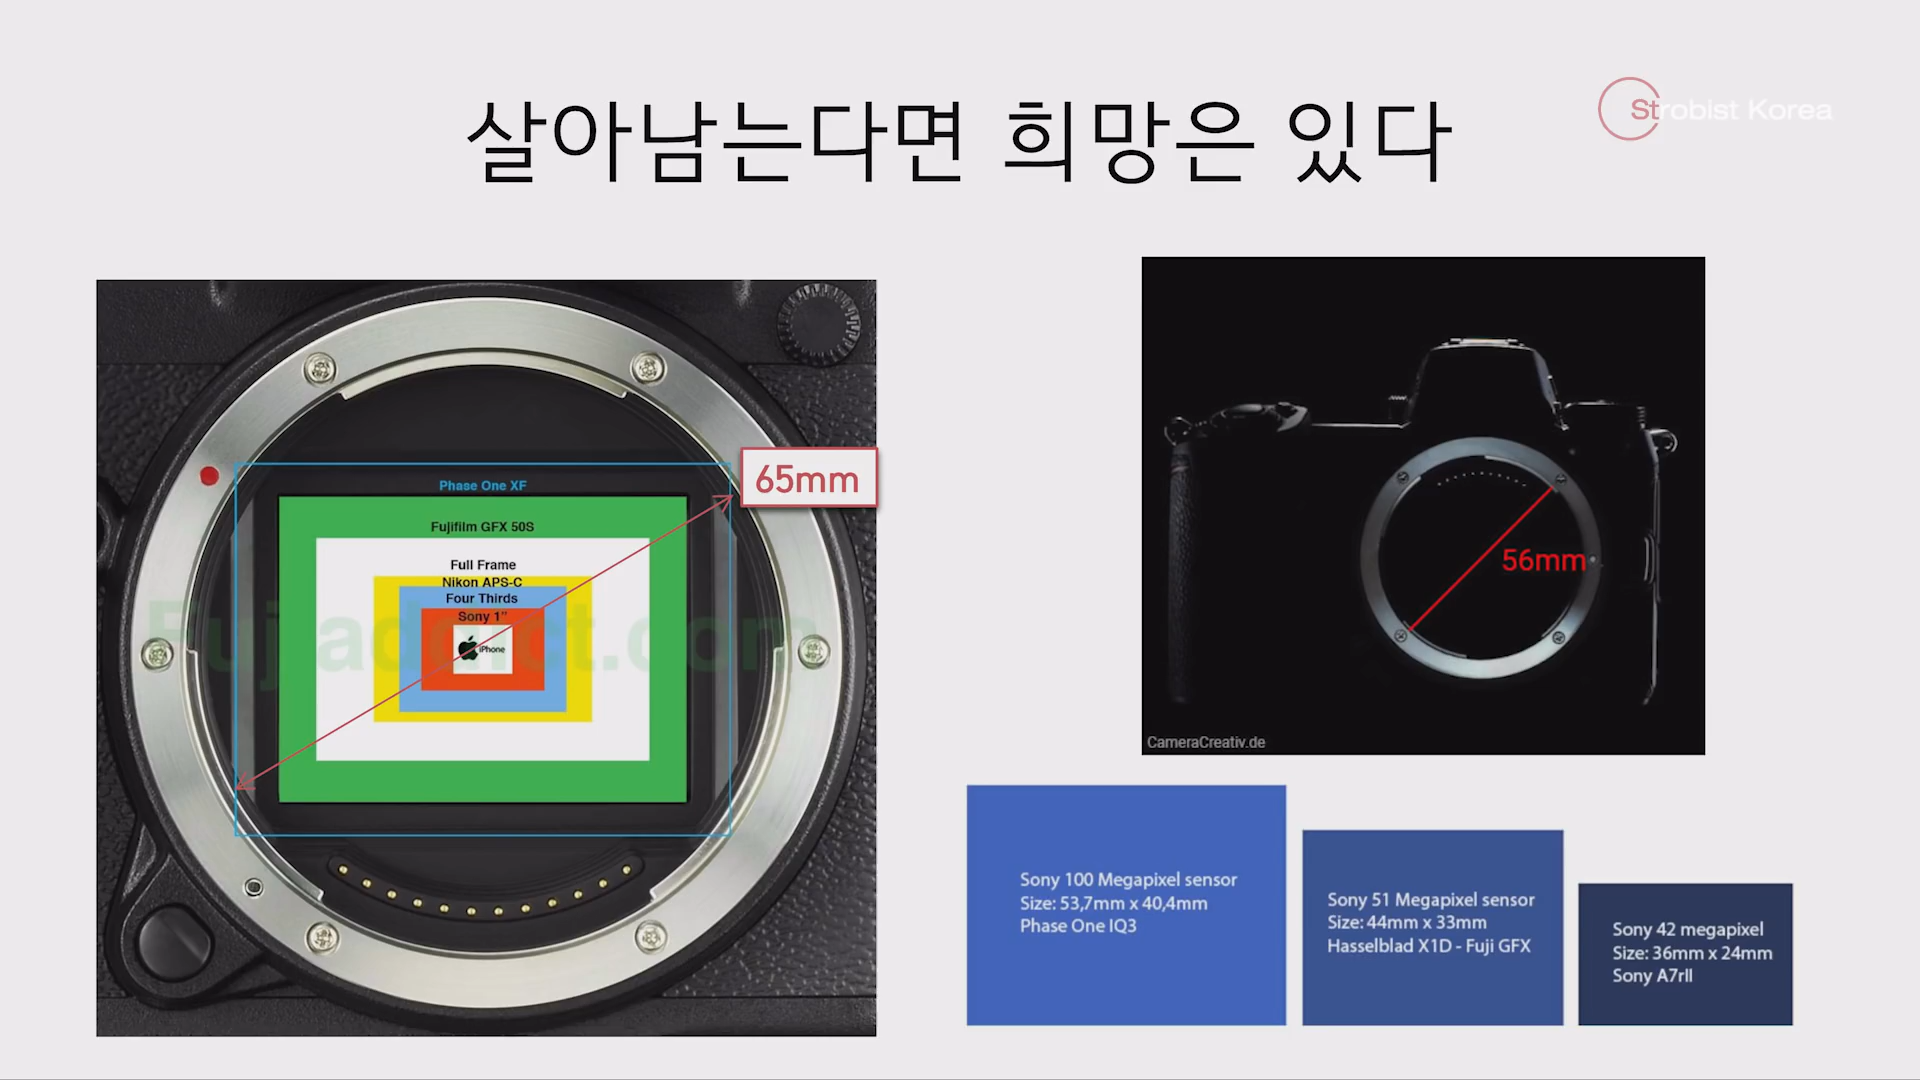 살아남는다면 희망은 있다
Strobist Korea
65mm
Phase One XF
Fujifilm GFX 50S
Full Frame
Nikon APS-C
Four Thirds
Sony 1"
iPhone
Fujiaddict.com
56mm
CameraCreativ.de
Sony 100 Megapixel sensor
Size: 53,7mm x 40,4mm
Phase One IQ3
Sony 51 Megapixel sensor
Size: 44mm x 33mm
Hasselblad X1D - Fuji GFX
Sony 42 megapixel
Size: 36mm x 24mm
Sony A7rII